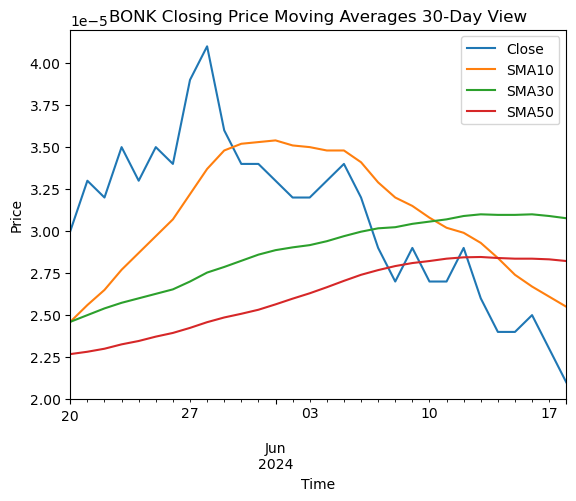 BONK Closing Price Moving Averages 30-Day View
1e−5
4.00
3.75
3.50
3.25
3.00
2.75
2.50
2.25
2.00
Price
Close
SMA10
SMA30
SMA50
20 27 03 10 17
Jun
2024
Time